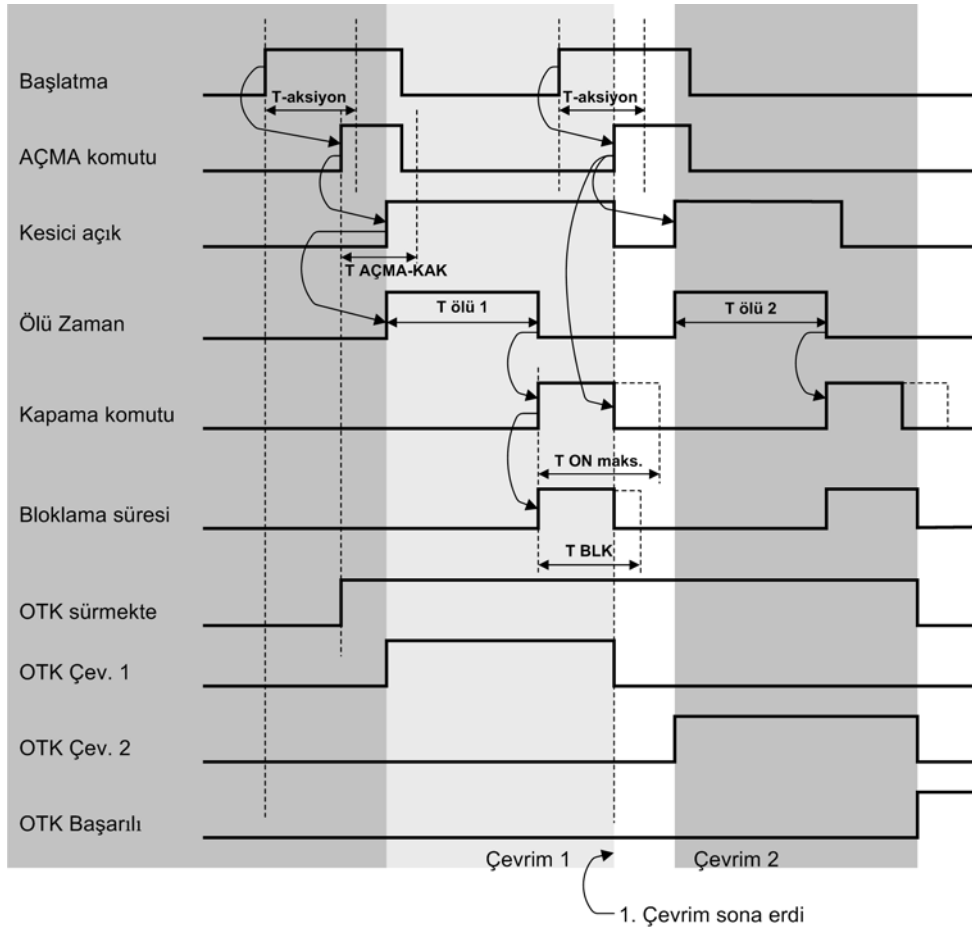 Başlatma
T-aksiyon
T-aksiyon
AÇMA komutu
Kesici açık
T AÇMA-KAK
Ölü Zaman
T ölü 1
T ölü 2
Kapama komutu
T ON maks.
Bloklama süresi
T BLK
OTK sürmekte
OTK Çev. 1
OTK Çev. 2
OTK Başarılı
Çevrim 1
Çevrim 2
1. Çevrim sona erdi